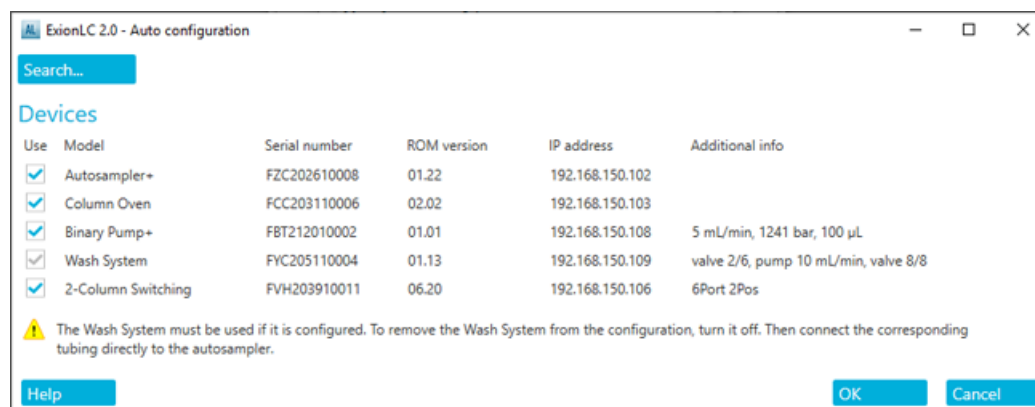 AL ExionLC 2.0 - Auto configuration
Search...
Devices
Use Model Serial number ROM version IP address Additional info
Autosampler+ FZC202610008 01.22 192.168.150.102
Column Oven FCC203110006 02.02 192.168.150.103
Binary Pump+ FBT212010002 01.01 192.168.150.108 5 mL/min, 1241 bar, 100 µL
Wash System FYC205110004 01.13 192.168.150.109 valve 2/6, pump 10 mL/min, valve 8/8
2-Column Switching FVH203910011 06.20 192.168.150.106 6Port 2Pos
The Wash System must be used if it is configured. To remove the Wash System from the configuration, turn it off. Then connect the corresponding
tubing directly to the autosampler.
Help OK Cancel